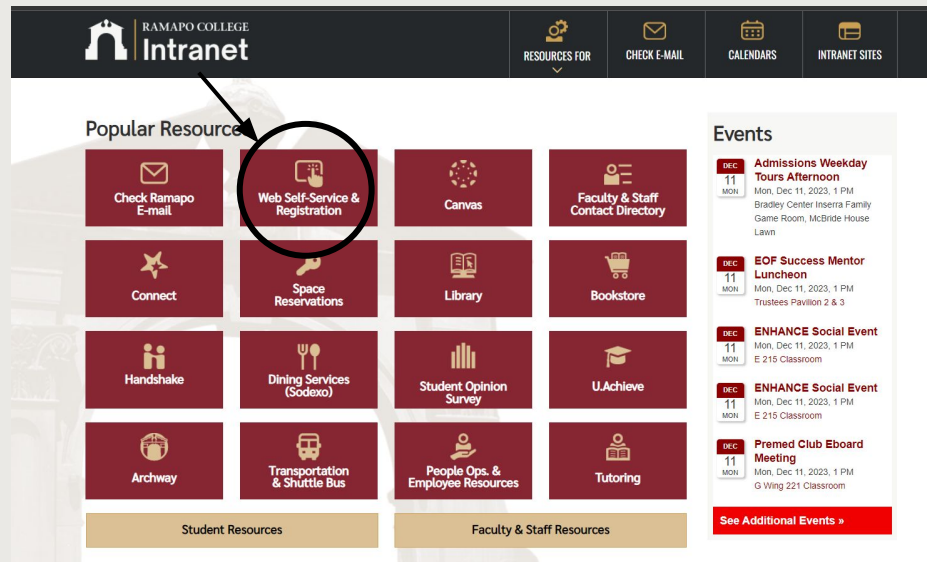 RAMAPO COLLEGE
Intranet
RESOURCES FOR
CHECK E-MAIL
CALENDARS
INTRANET SITES
Popular Resource
Check Ramapo
E-mail
Web Self-Service &
Registration
Canvas
Faculty & Staff
Contact Directory
Connect
Space
Reservations
Library
Bookstore
Handshake
Dining Services
(Sodexo)
Student Opinion
Survey
U.Achieve
Archway
Transportation
& Shuttle Bus
People Ops. &
Employee Resources
Tutoring
Student Resources
Faculty & Staff Resources
Events
DEC
11
MON
Admissions Weekday
Tours Afternoon
Mon, Dec 11, 2023, 1 PM
Bradley Center Inserra Family
Game Room, McBride House
Lawn
DEC
11
MON
EOF Success Mentor
Luncheon
Mon, Dec 11, 2023, 1 PM
Trustees Pavilion 2 & 3
DEC
11
MON
ENHANCE Social Event
Mon, Dec 11, 2023, 1 PM
E 215 Classroom
DEC
11
MON
ENHANCE Social Event
Mon, Dec 11, 2023, 1 PM
E 215 Classroom
DEC
11
MON
Premed Club Eboard
Meeting
Mon, Dec 11, 2023, 1 PM
G Wing 221 Classroom
See Additional Events »